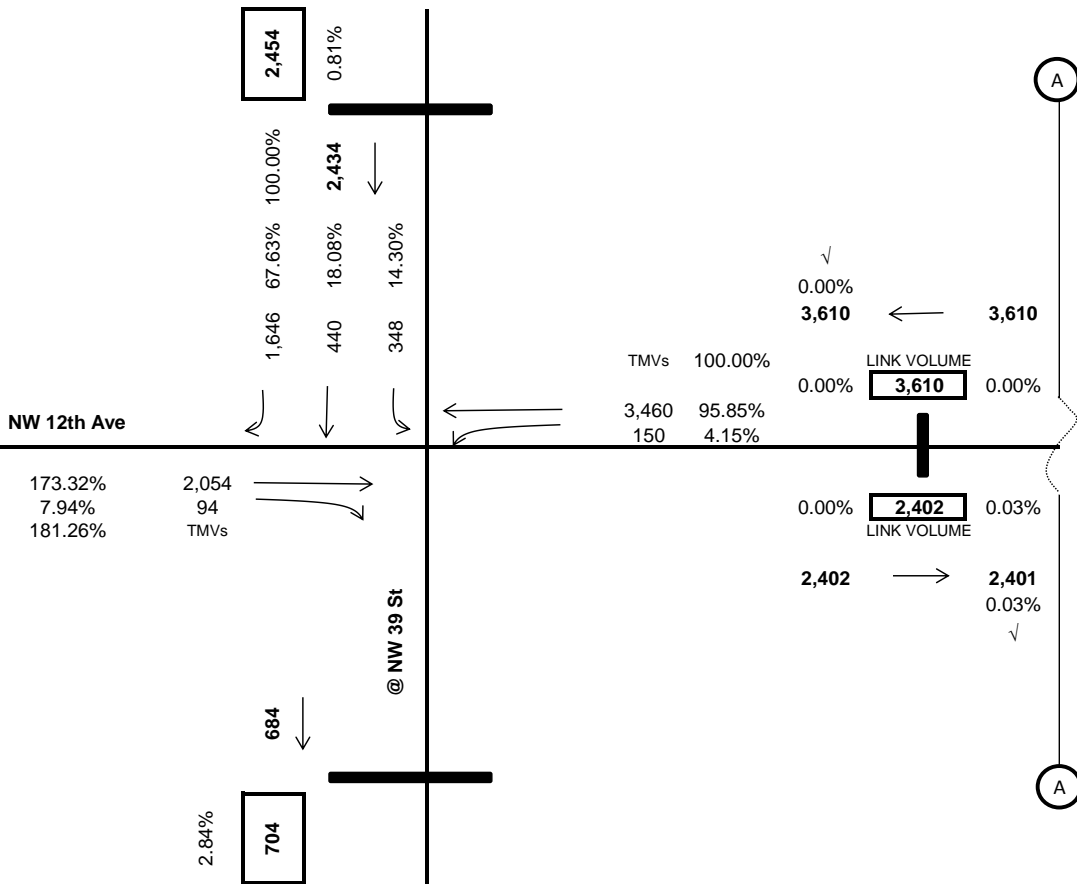 2,454
0.81%
A
100.00%
2,434
67.63%
18.08%
14.30%
1,646
440
348
√
0.00%
3,610 3,610
TMVs 100.00%
LINK VOLUME
0.00% 3,610 0.00%
3,460 95.85%
150 4.15%
NW 12th Ave
173.32% 2,054
7.94% 94
181.26% TMVs
0.00% 2,402 0.03%
LINK VOLUME
2,402 2,401
0.03%
√
@ NW 39 St
684
A
2.84%
704